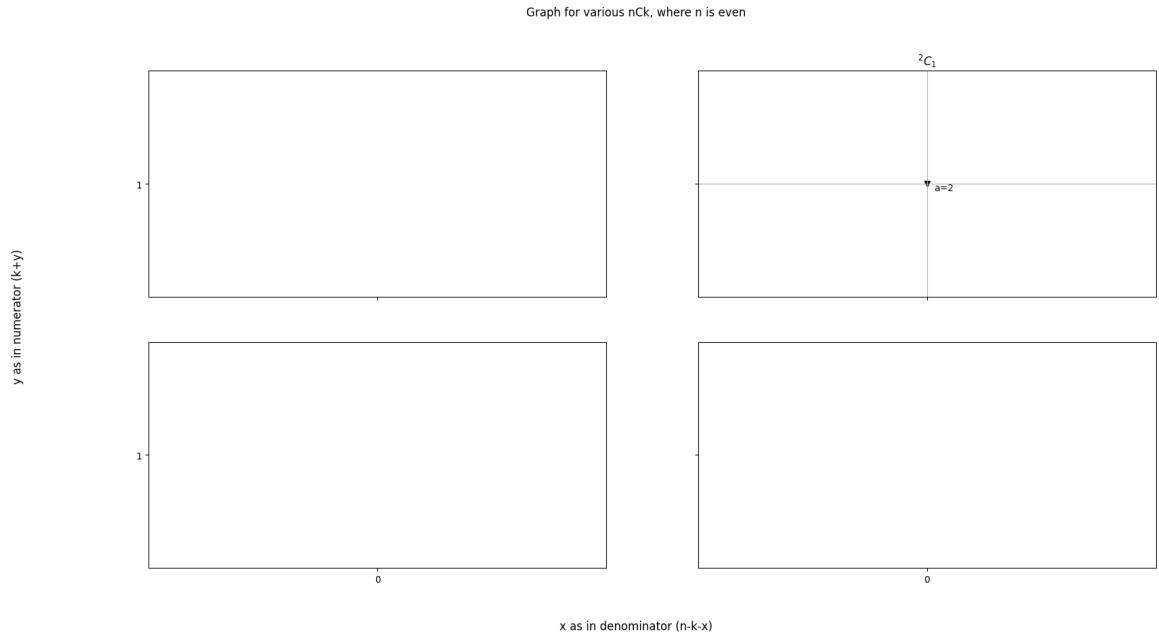 Graph for various nCk, where n is even
²C₁
1
a=2
y as in numerator (k+y)
1
0
0
x as in denominator (n-k-x)